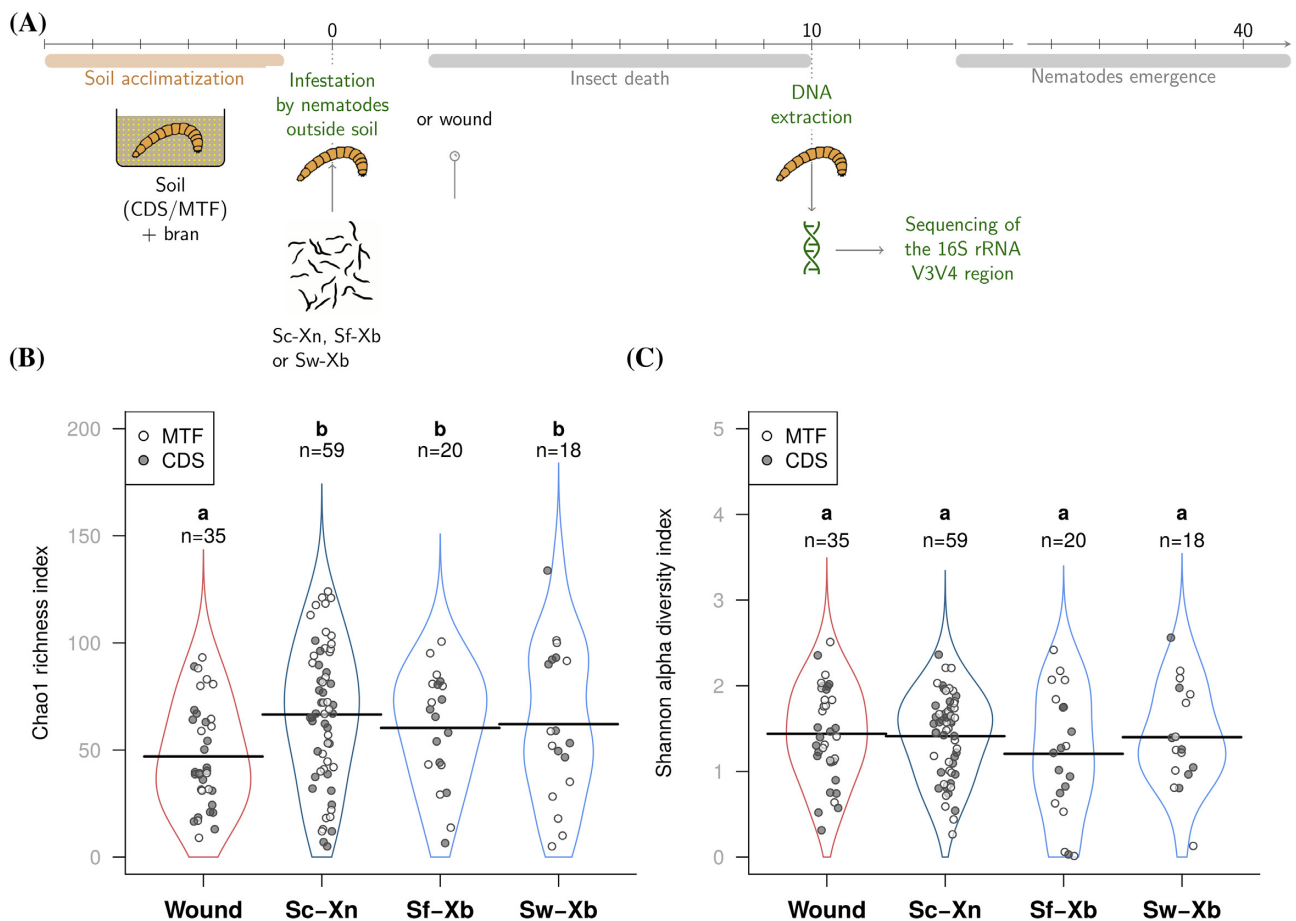 (A)
0
10
40
Soil acclimatization
Insect death
Nematodes emergence
Infestation
by nematodes
outside soil
or wound
DNA
extraction
Soil
(CDS/MTF)
+ bran
Sequencing of
the 16S rRNA
V3V4 region
Sc-Xn, Sf-Xb
or Sw-Xb
(B)
Chao1 richness index
200
150
100
50
0
MTF
CDS
a
n=35
b
n=59
b
n=20
b
n=18
Wound
Sc−Xn
Sf−Xb
Sw−Xb
(C)
Shannon alpha diversity index
5
4
3
2
1
0
MTF
CDS
a
n=35
a
n=59
a
n=20
a
n=18
Wound
Sc−Xn
Sf−Xb
Sw−Xb